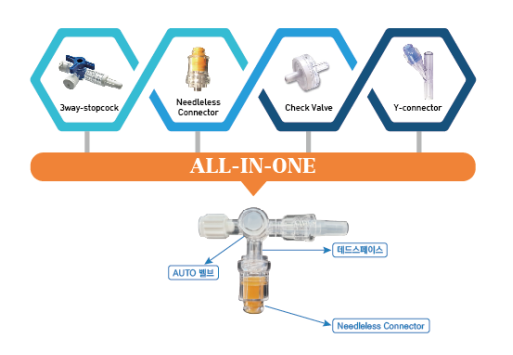 3way-stopcock
Needleless
Connector
Check Valve
Y-connector
ALL-IN-ONE
데드스페이스
AUTO 벨브
Needleless Connector